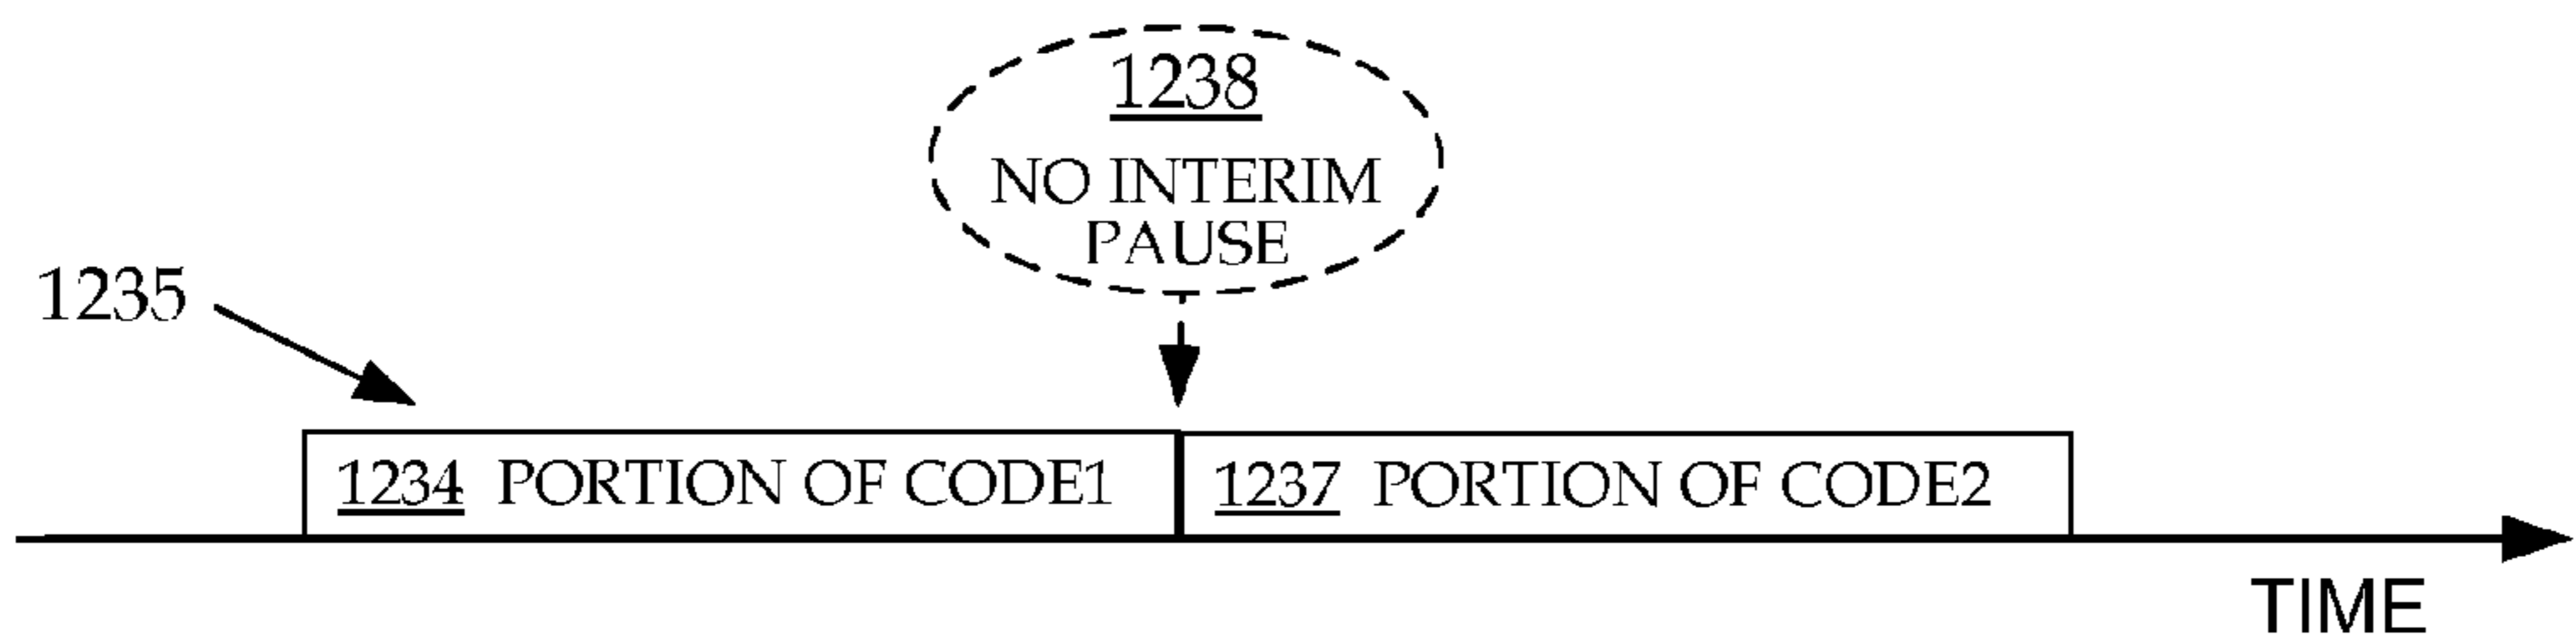 1238
NO INTERIM
PAUSE
1235
1234 PORTION OF CODE1
1237 PORTION OF CODE2
TIME